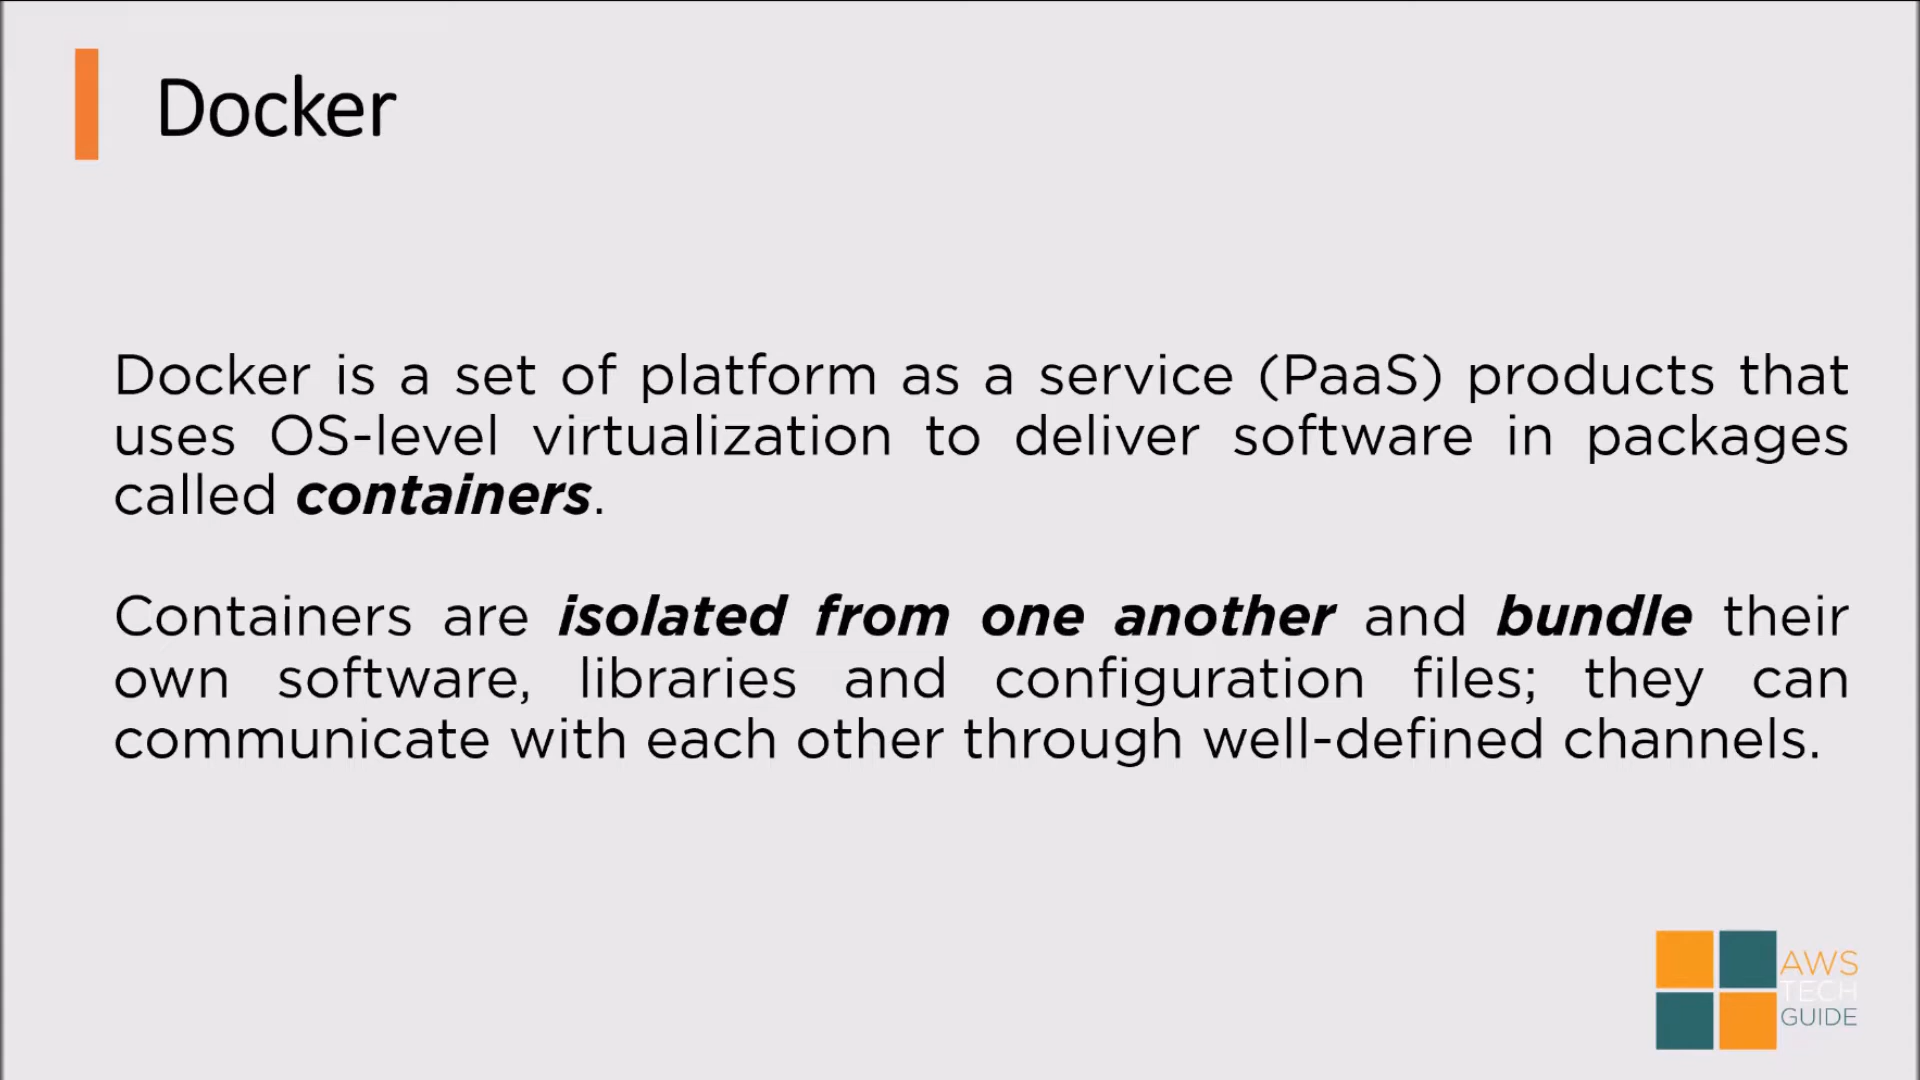 Docker
Docker is a set of platform as a service (PaaS) products that
uses OS-level virtualization to deliver software in packages
called containers.
Containers are isolated from one another and bundle their
own software, libraries and configuration files; they can
communicate with each other through well-defined channels.
AWS
TECH
GUIDE